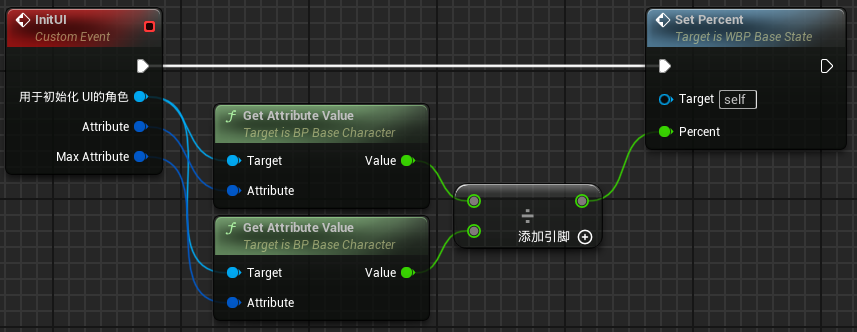 InitUI
Custom Event
用于初始化 UI的角色
Attribute
Max Attribute
f Get Attribute Value
Target is BP Base Character
Target
Value
Attribute
f Get Attribute Value
Target is BP Base Character
Target
Value
Attribute
÷
添加引脚
Set Percent
Target is WBP Base State
Target self
Percent